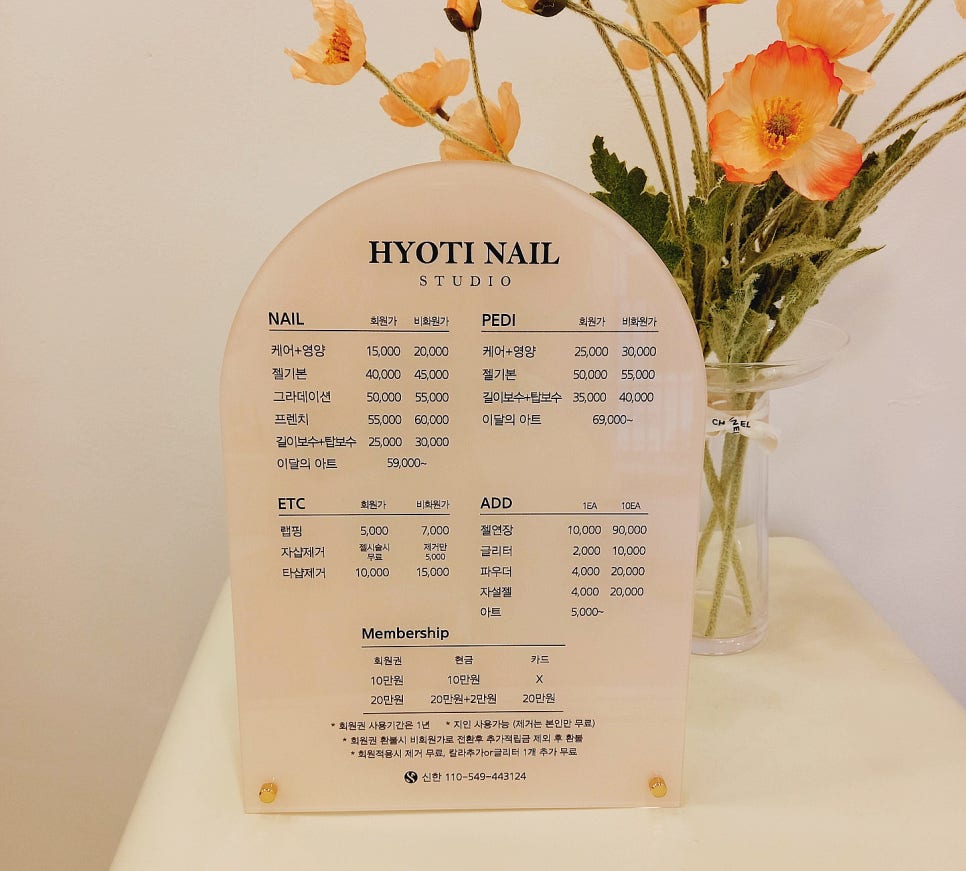 HYOTI NAIL
STUDIO
NAIL 회원가 비회원가
케어+영양 15,000 20,000
젤기본 40,000 45,000
그라데이션 50,000 55,000
프렌치 55,000 60,000
길이보수+탑보수 25,000 30,000
이달의 아트 59,000~
PEDI 회원가 비회원가
케어+영양 25,000 30,000
젤기본 50,000 55,000
길이보수+탑보수 35,000 40,000
이달의 아트 69,000~
ETC 회원가 비회원가
랩핑 5,000 7,000
자샵제거 젤시술시 무료 제거만 5,000
타샵제거 10,000 15,000
ADD 1EA 10EA
젤연장 10,000 90,000
글리터 2,000 10,000
파우더 4,000 20,000
자석젤 4,000 20,000
아트 5,000~
Membership
회원권 현금 카드
10만원 10만원 X
20만원 20만원+2만원 20만원
* 회원권 사용기간은 1년 * 지인 사용가능 (제거는 본인만 무료)
* 회원권 환불시 비회원가로 전환후 추가적립금 제외 후 환불
* 회원적용시 제거 무료, 칼라추가or글리터 1개 추가 무료
신한 110-549-443124